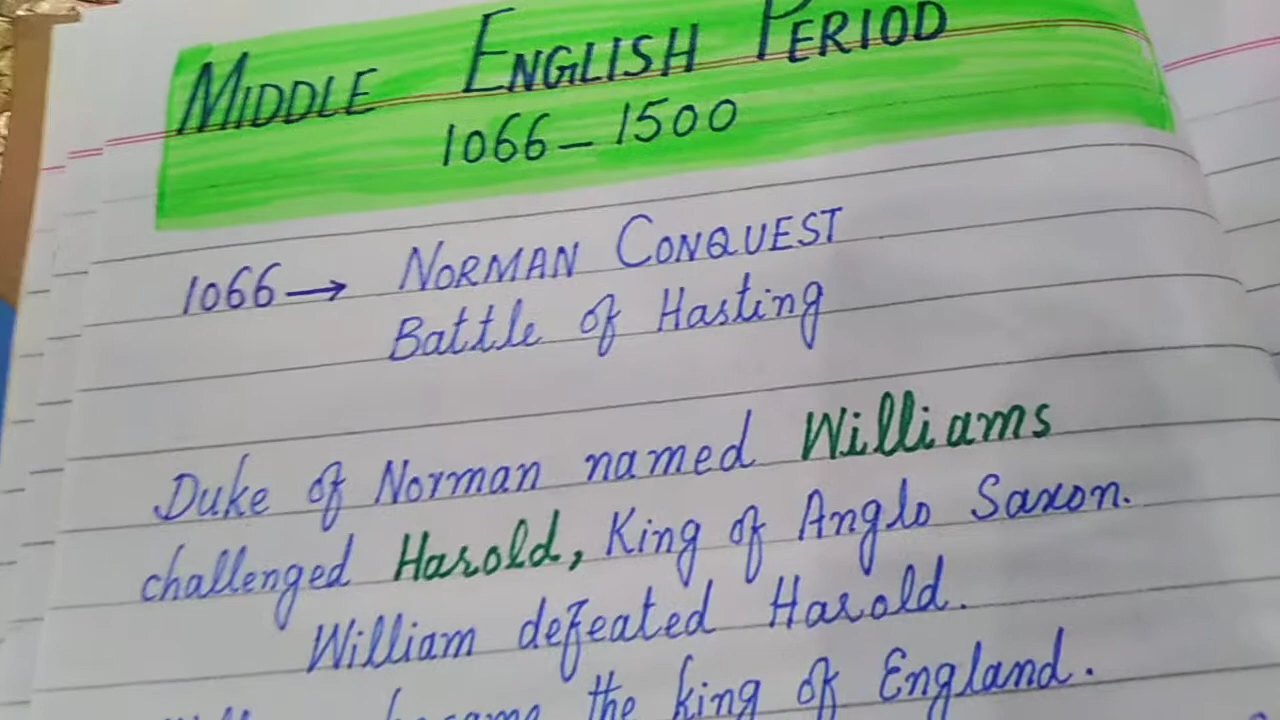 MIDDLE ENGLISH PERIOD
1066–1500
1066→ NORMAN CONQUEST
Battle of Hasting
Duke of Norman named Williams
challenged Harold, King of Anglo Saxon.
William defeated Harold.
became the king of England.